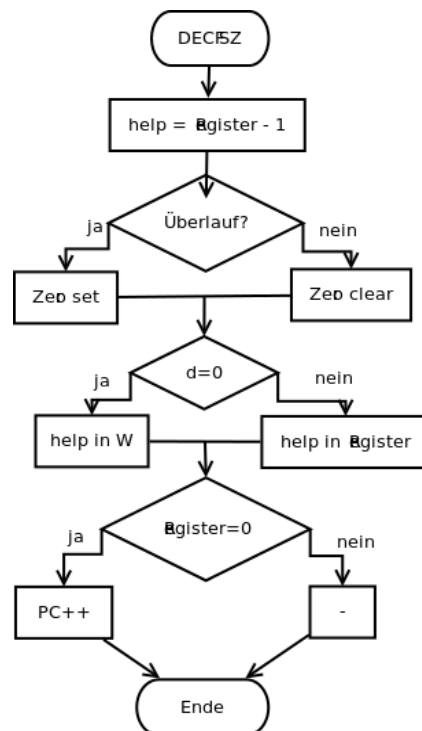 DECFSZ
help = Register - 1
Überlauf?
ja
nein
Zero set
Zero clear
d=0
ja
nein
help in W
help in Register
Register=0
ja
nein
PC++
-
Ende